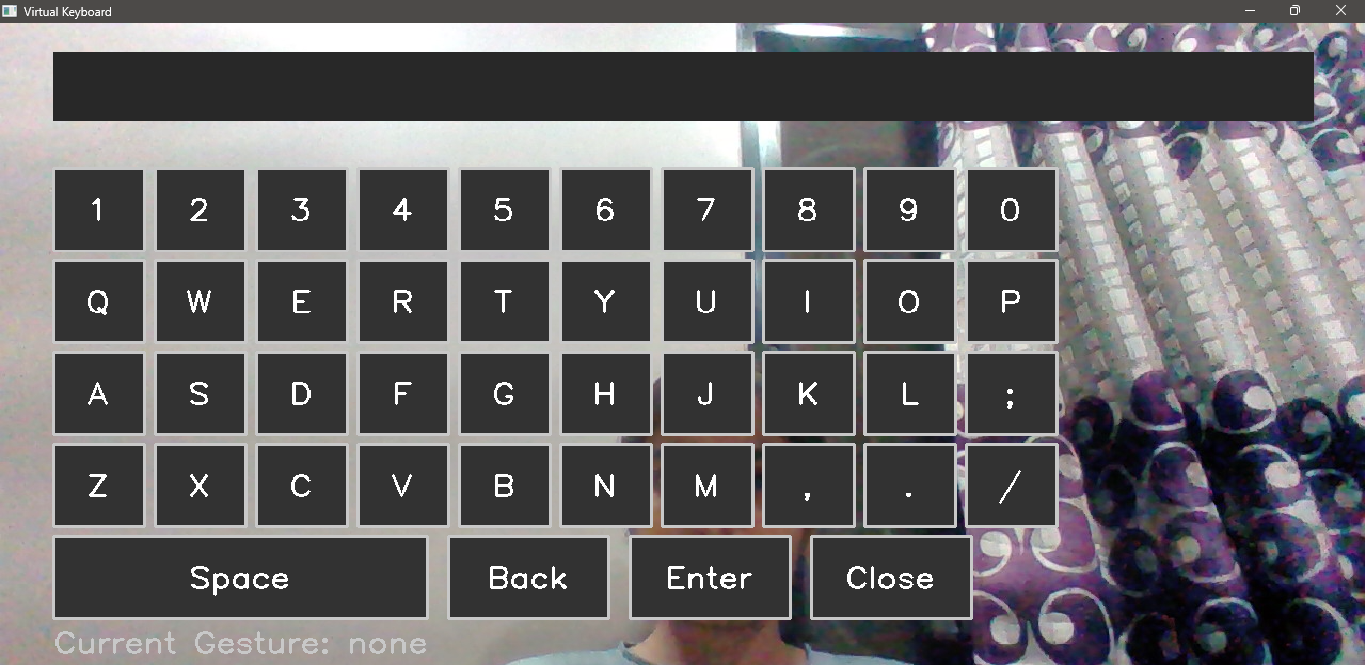 Virtual Keyboard
1 2 3 4 5 6 7 8 9 0
Q W E R T Y U I O P
A S D F G H J K L ;
Z X C V B N M , . /
Space Back Enter Close
Current Gesture: none